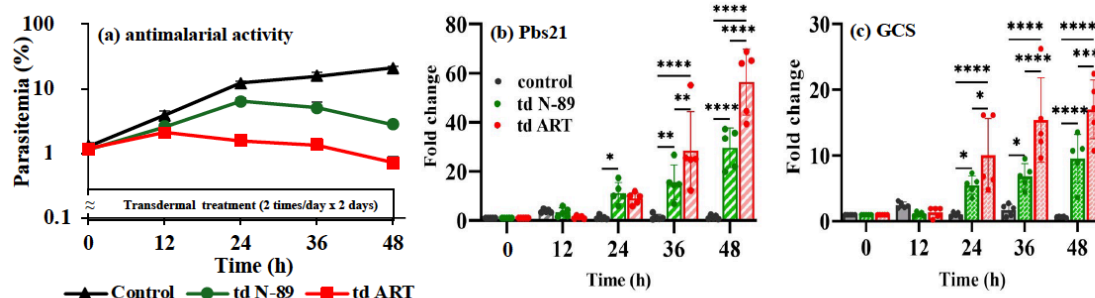 (a) antimalarial activity
Parasitemia (%)
100
10
1
0.1
≈
Transdermal treatment (2 times/day x 2 days)
0 12 24 36 48
Time (h)
Control td N-89 td ART
(b) Pbs21
Fold change
80
60
40
20
0
control
td N-89
td ART
*
**
**
****
****
****
****
0 12 24 36 48
Time (h)
(c) GCS
Fold change
30
20
10
0
*
*
****
*
****
****
****
***
****
0 12 24 36 48
Time (h)